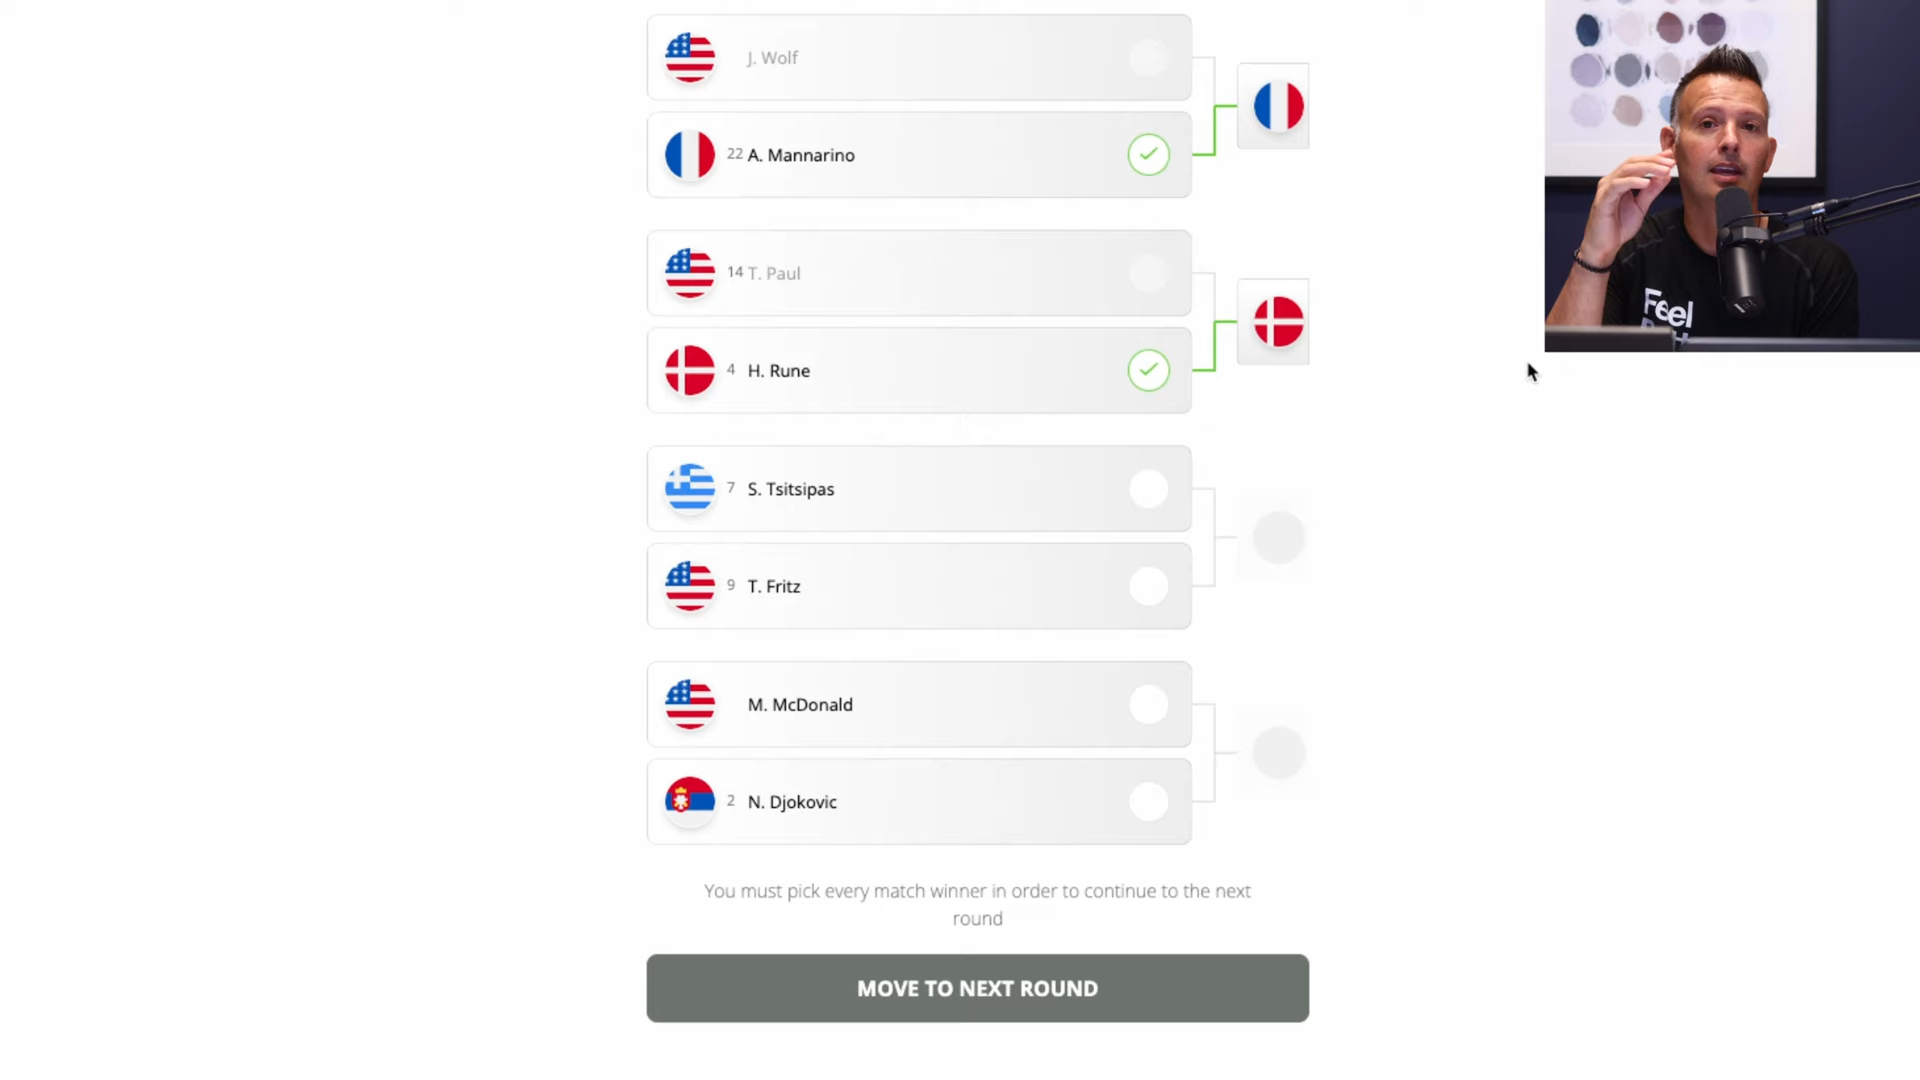 J. Wolf
22 A. Mannarino
14 T. Paul
4 H. Rune
7 S. Tsitsipas
9 T. Fritz
M. McDonald
2 N. Djokovic
You must pick every match winner in order to continue to the next
round
MOVE TO NEXT ROUND
Feel